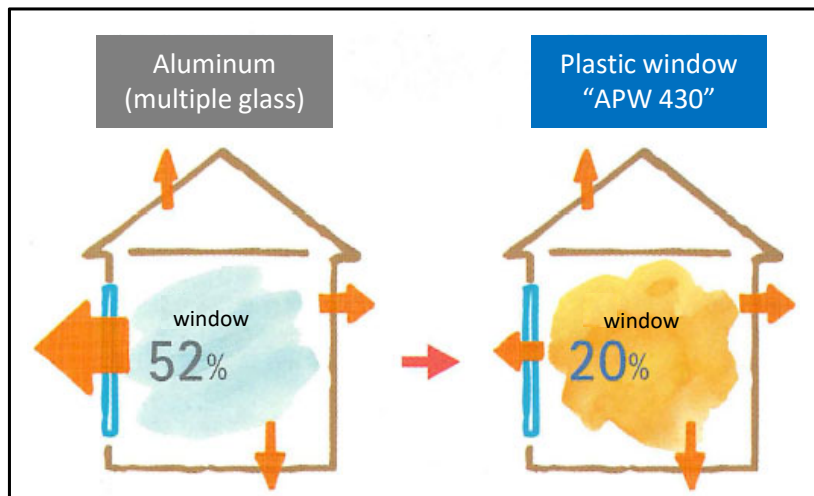 Aluminum
(multiple glass)
Plastic window
“APW 430”
window
52%
window
20%